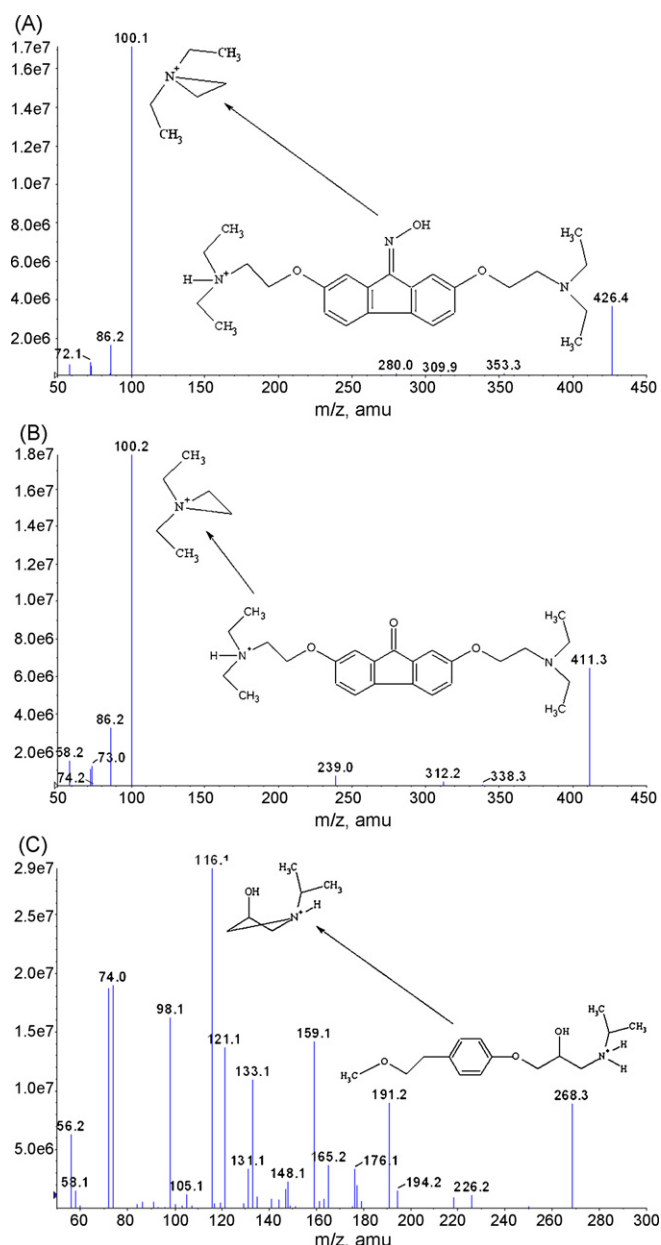 (A)
1.7e7
1.6e7
1.4e7
1.2e7
1.0e7
8.0e6
6.0e6
4.0e6
2.0e6
100.1
72.1
86.2
280.0
309.9
353.3
426.4
CH3
N+
CH3
OH
N
CH3
H N+
CH3
O
O
CH3
N
H3C
50 100 150 200 250 300 350 400 450
m/z, amu
(B)
1.8e7
1.6e7
1.4e7
1.2e7
1.0e7
8.0e6
6.0e6
4.0e6
2.0e6
100.2
58.2
74.2
73.0
86.2
239.0
312.2
338.3
411.3
CH3
N+
CH3
CH3
H N+
CH3
O
O
O
H3C
N
H3C
50 100 150 200 250 300 350 400 450
m/z, amu
(C)
2.9e7
2.5e7
2.0e7
1.5e7
1.0e7
5.0e6
56.2
58.1
74.0
98.1
105.1
116.1
121.1
131.1
133.1
148.1
159.1
165.2
176.1
191.2
194.2
226.2
268.3
CH3
OH
CH3
N+
H
CH3
OH
CH3
N
H
H
O
O
H3C
60 80 100 120 140 160 180 200 220 240 260 280 300
m/z, amu